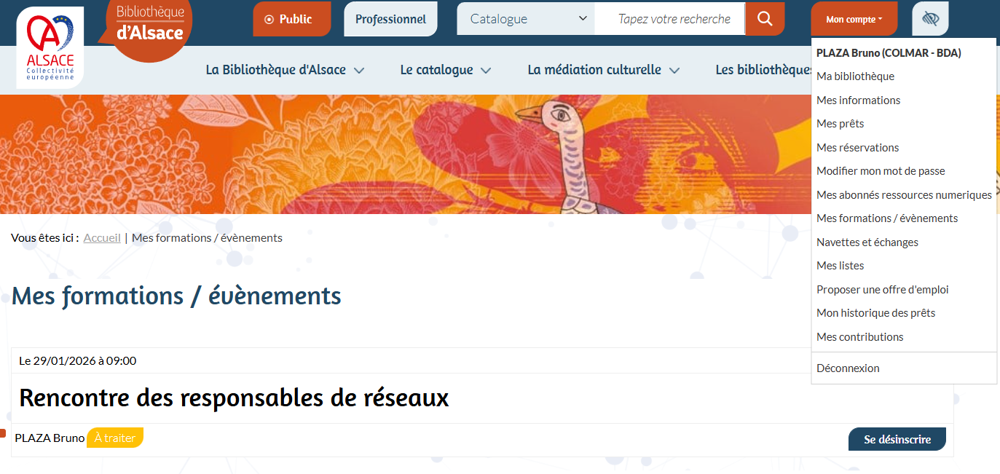 ALSACE
Collectivité
européenne
Bibliothèque
d'Alsace
Public
Professionnel
Catalogue
Tapez votre recherche
Mon compte
La Bibliothèque d'Alsace
Le catalogue
La médiation culturelle
Les bibliothèques
PLAZA Bruno (COLMAR - BDA)
Ma bibliothèque
Mes informations
Mes prêts
Mes réservations
Modifier mon mot de passe
Mes abonnés ressources numeriques
Mes formations / évènements
Navettes et échanges
Mes listes
Proposer une offre d'emploi
Mon historique des prêts
Mes contributions
Déconnexion
Vous êtes ici : Accueil | Mes formations / évènements
Mes formations / évènements
Le 29/01/2026 à 09:00
Rencontre des responsables de réseaux
PLAZA Bruno À traiter
Se désinscrire